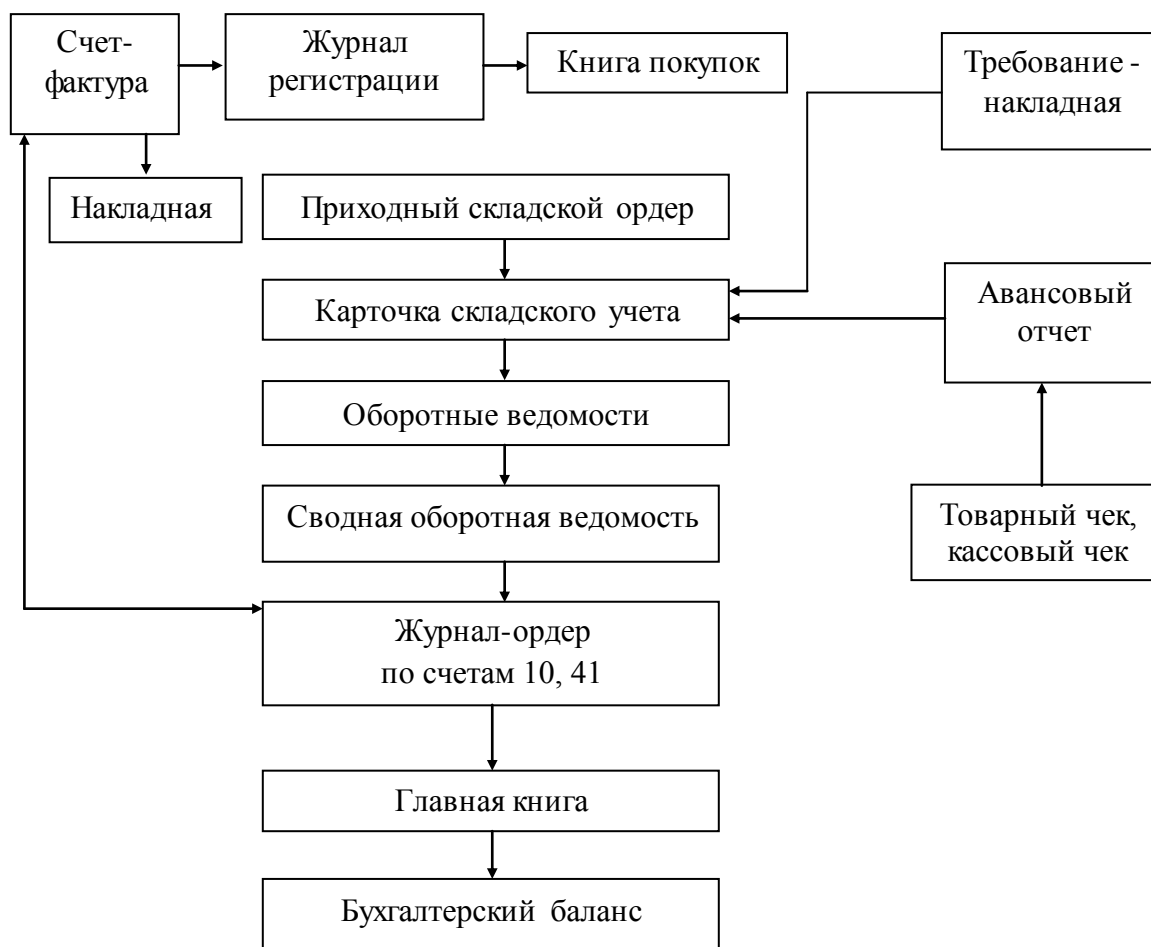 Счет-
фактура
Журнал
регистрации
Книга покупок
Требование -
накладная
Накладная
Приходный складской ордер
Карточка складского учета
Авансовый
отчет
Оборотные ведомости
Сводная оборотная ведомость
Товарный чек,
кассовый чек
Журнал-ордер
по счетам 10, 41
Главная книга
Бухгалтерский баланс